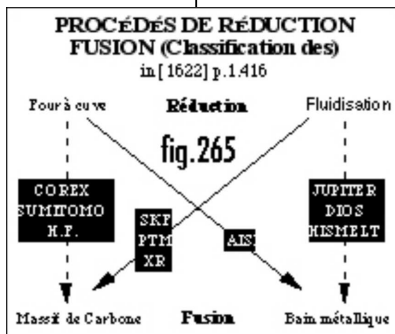 PROCÉDÉS DE RÉDUCTION
FUSION (Classification des)
in [ 1622] p.1.416
Four à cuve Réduction Fluidisation
fig.265
COREX
SUMITOMO
H.F.
SKF
PTM
XR
AISI
JUPITER
DIOS
HISMELT
Massif de Carbone Fusion Bain métallique